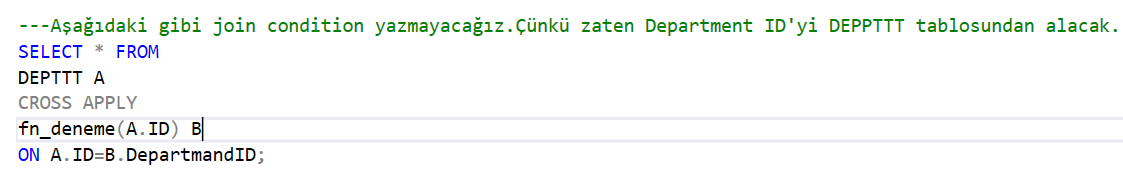 ---Aşağıdaki gibi join condition yazmayacağız.Çünkü zaten Department ID'yi DEPPTTT tablosundan alacak.
SELECT * FROM
DEPTTT A
CROSS APPLY
fn_deneme(A.ID) B
ON A.ID=B.DepartmandID;